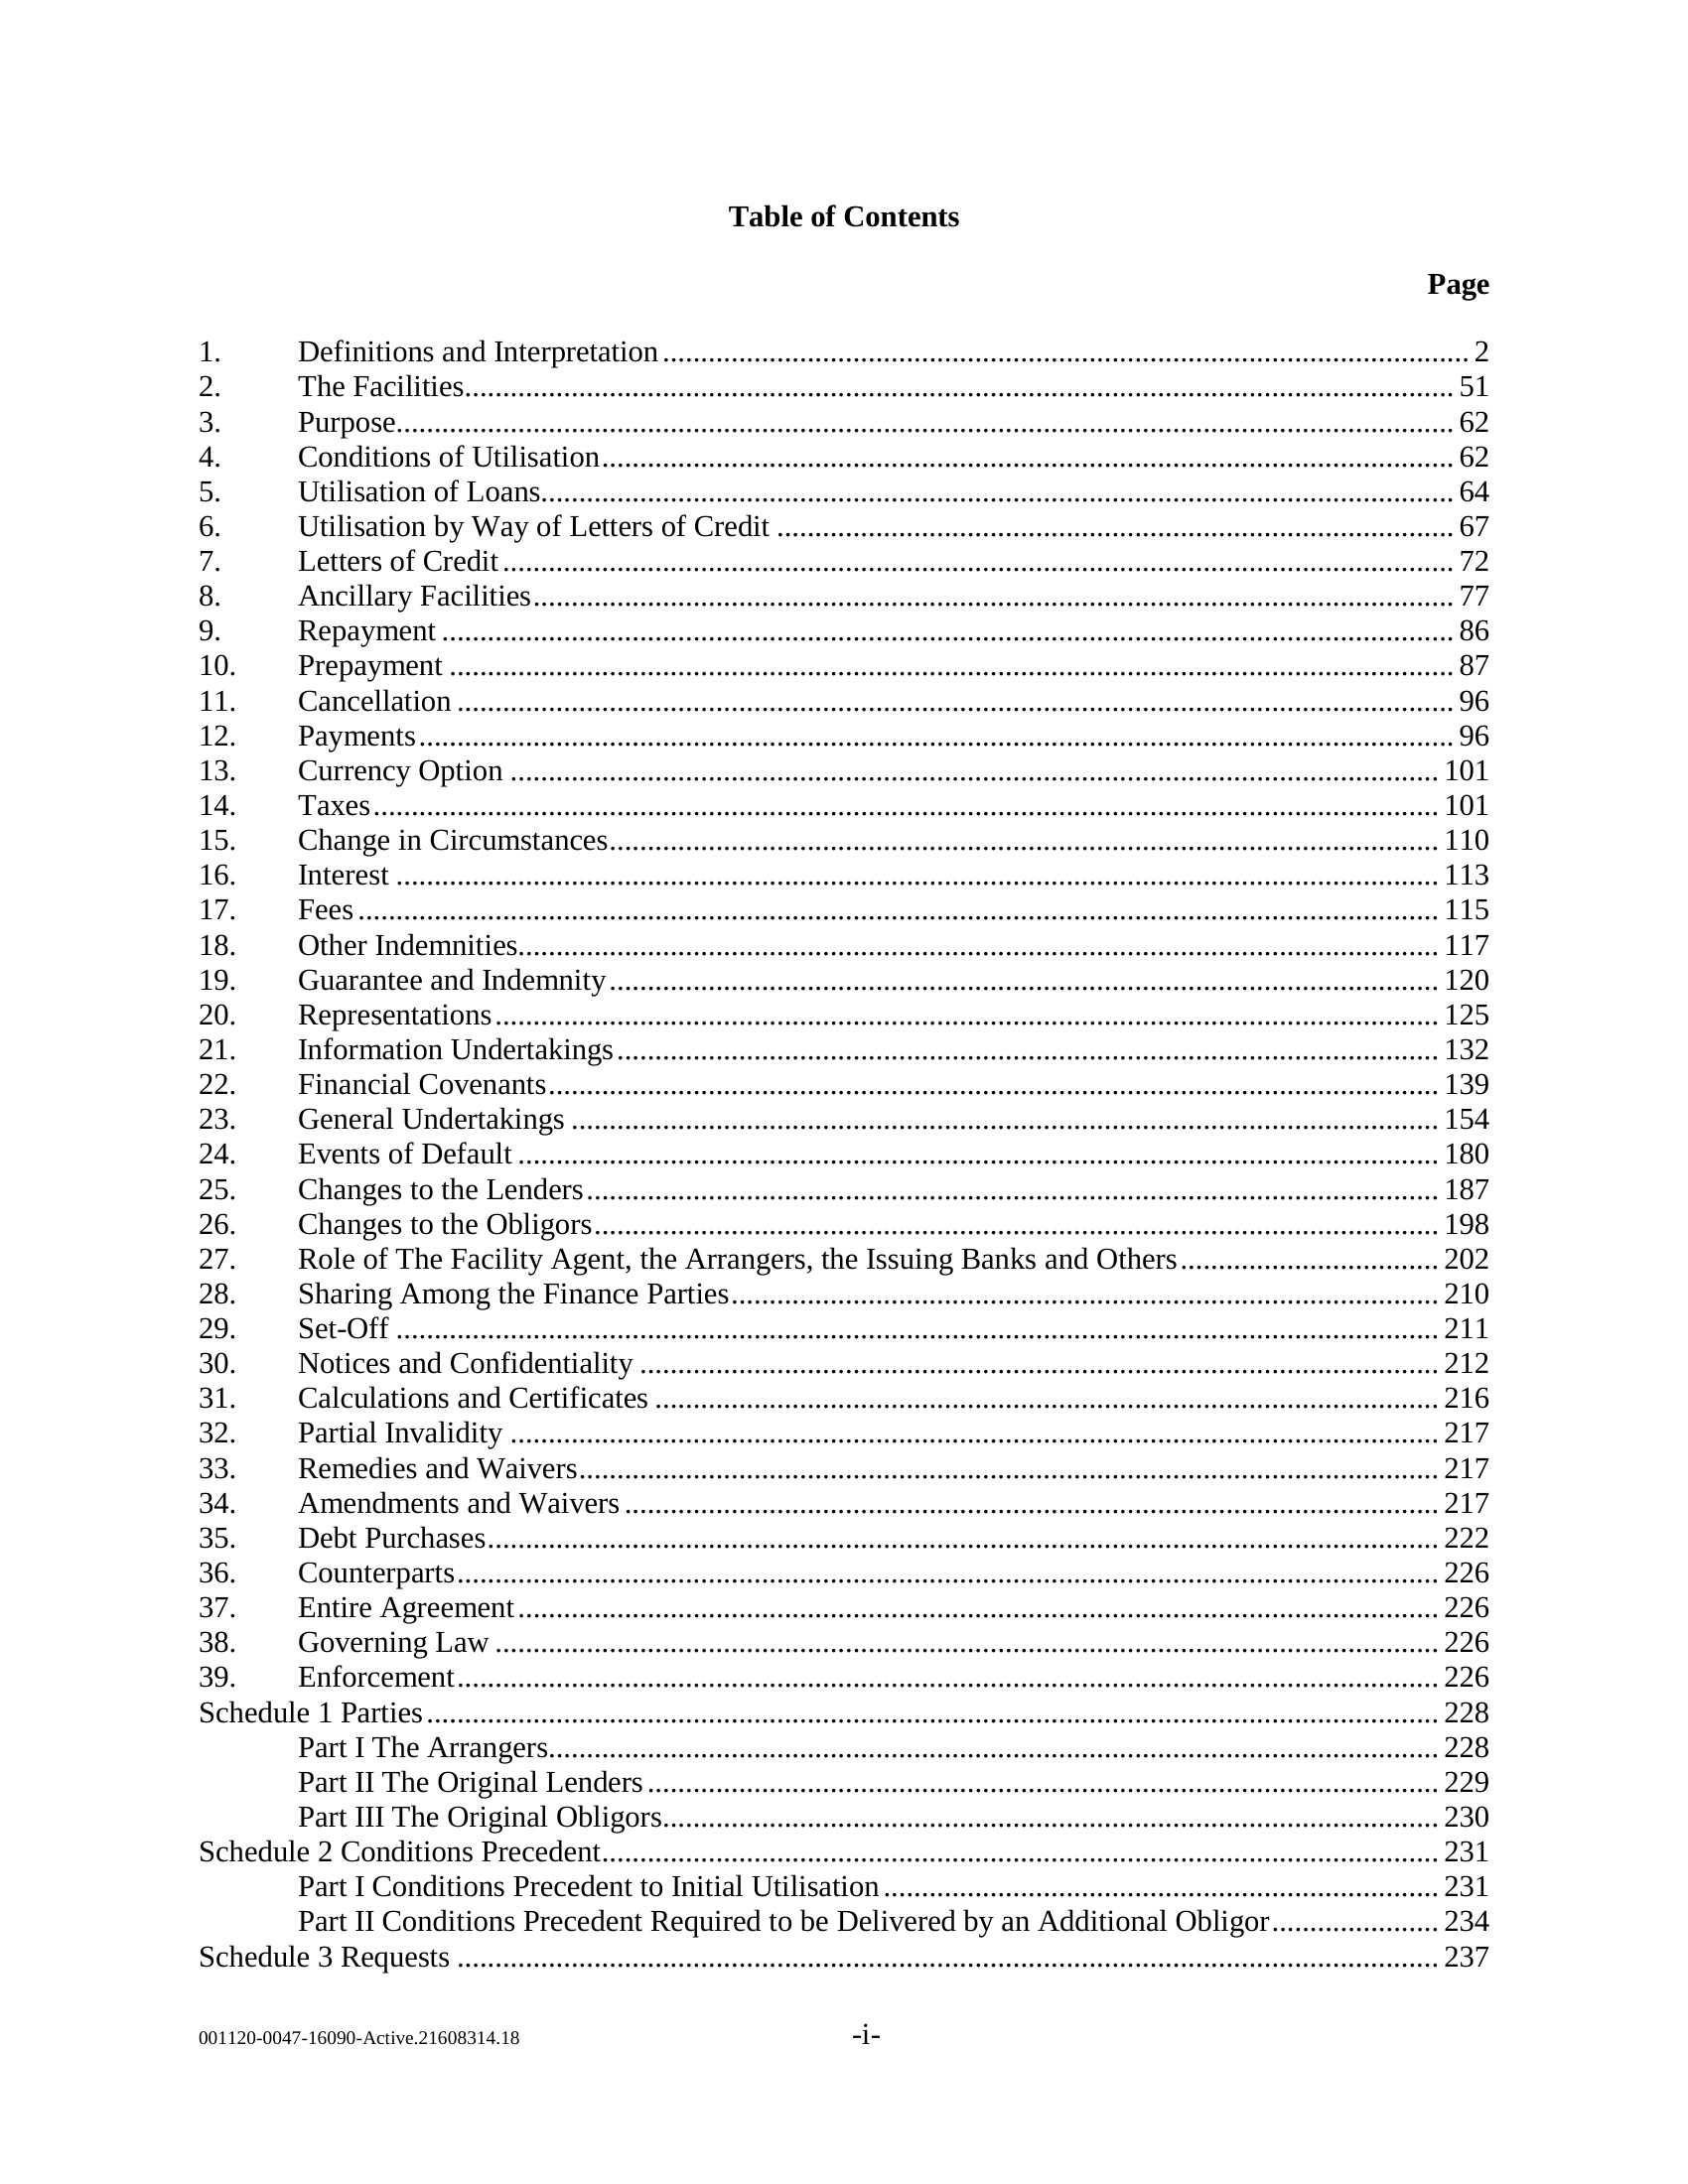 Table of Contents
Page
1. Definitions and Interpretation ........................................ 2
2. The Facilities ........................................ 51
3. Purpose ........................................ 62
4. Conditions of Utilisation ........................................ 62
5. Utilisation of Loans ........................................ 64
6. Utilisation by Way of Letters of Credit ........................................ 67
7. Letters of Credit ........................................ 72
8. Ancillary Facilities ........................................ 77
9. Repayment ........................................ 86
10. Prepayment ........................................ 87
11. Cancellation ........................................ 96
12. Payments ........................................ 96
13. Currency Option ........................................ 101
14. Taxes ........................................ 101
15. Change in Circumstances ........................................ 110
16. Interest ........................................ 113
17. Fees ........................................ 115
18. Other Indemnities ........................................ 117
19. Guarantee and Indemnity ........................................ 120
20. Representations ........................................ 125
21. Information Undertakings ........................................ 132
22. Financial Covenants ........................................ 139
23. General Undertakings ........................................ 154
24. Events of Default ........................................ 180
25. Changes to the Lenders ........................................ 187
26. Changes to the Obligors ........................................ 198
27. Role of The Facility Agent, the Arrangers, the Issuing Banks and Others ........................................ 202
28. Sharing Among the Finance Parties ........................................ 210
29. Set-Off ........................................ 211
30. Notices and Confidentiality ........................................ 212
31. Calculations and Certificates ........................................ 216
32. Partial Invalidity ........................................ 217
33. Remedies and Waivers ........................................ 217
34. Amendments and Waivers ........................................ 217
35. Debt Purchases ........................................ 222
36. Counterparts ........................................ 226
37. Entire Agreement ........................................ 226
38. Governing Law ........................................ 226
39. Enforcement ........................................ 226
Schedule 1 Parties ........................................ 228
Part I The Arrangers ........................................ 228
Part II The Original Lenders ........................................ 229
Part III The Original Obligors ........................................ 230
Schedule 2 Conditions Precedent ........................................ 231
Part I Conditions Precedent to Initial Utilisation ........................................ 231
Part II Conditions Precedent Required to be Delivered by an Additional Obligor ........................................ 234
Schedule 3 Requests ........................................ 237
001120-0047-16090-Active.21608314.18 -i-